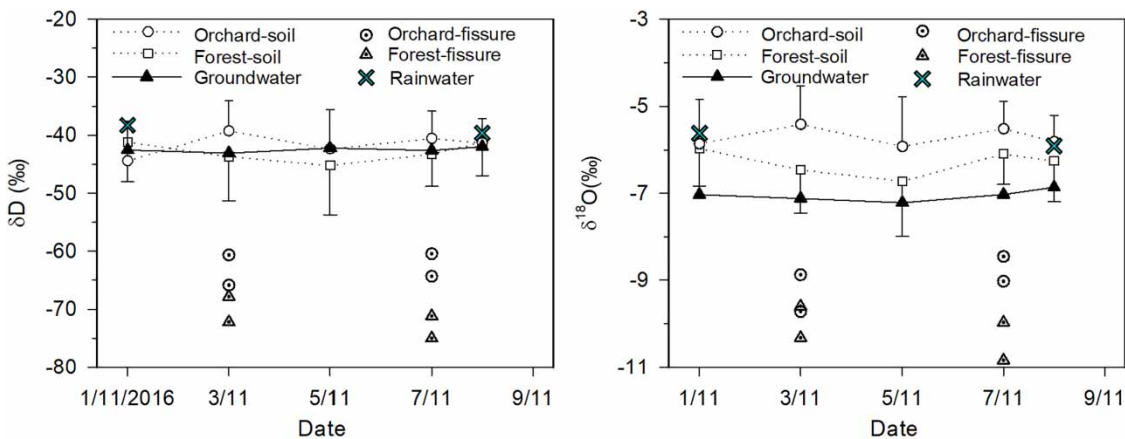 -20
-30
-40
-50
-60
-70
-80
δD (‰)
Orchard-soil
Forest-soil
Groundwater
Orchard-fissure
Forest-fissure
Rainwater
1/11/2016 3/11 5/11 7/11 9/11
Date
-3
-5
-7
-9
-11
δ¹⁸O(‰)
Orchard-soil
Forest-soil
Groundwater
Orchard-fissure
Forest-fissure
Rainwater
1/11 3/11 5/11 7/11 9/11
Date